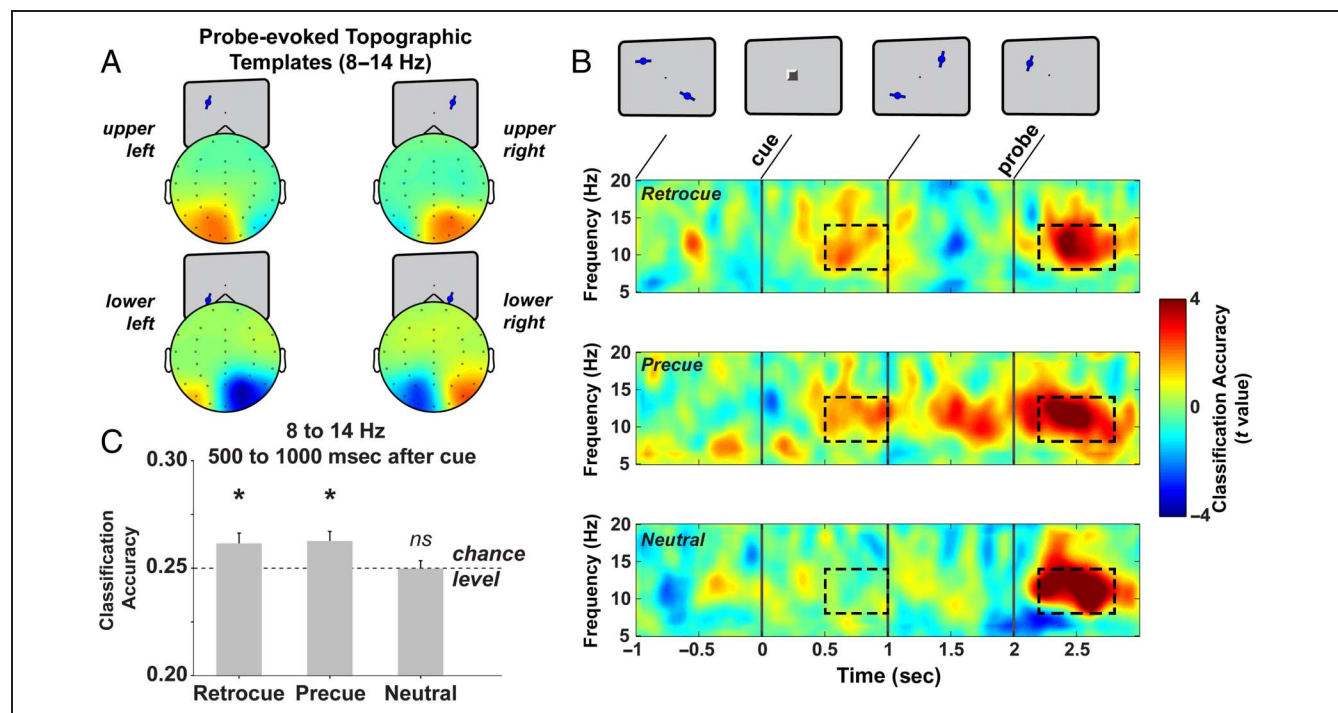 A
Probe-evoked Topographic
Templates (8–14 Hz)
upper
left
upper
right
lower
left
lower
right
B
cue
probe
Frequency (Hz)
20
15
10
5
Retrocue
Frequency (Hz)
20
15
10
5
Precue
Frequency (Hz)
20
15
10
5
Neutral
−1
−0.5
0
0.5
1
1.5
2
2.5
Time (sec)
4
0
−4
Classification Accuracy
(t value)
C
8 to 14 Hz
500 to 1000 msec after cue
Classification
Accuracy
0.30
0.25
0.20
*
*
ns
chance
level
Retrocue
Precue
Neutral